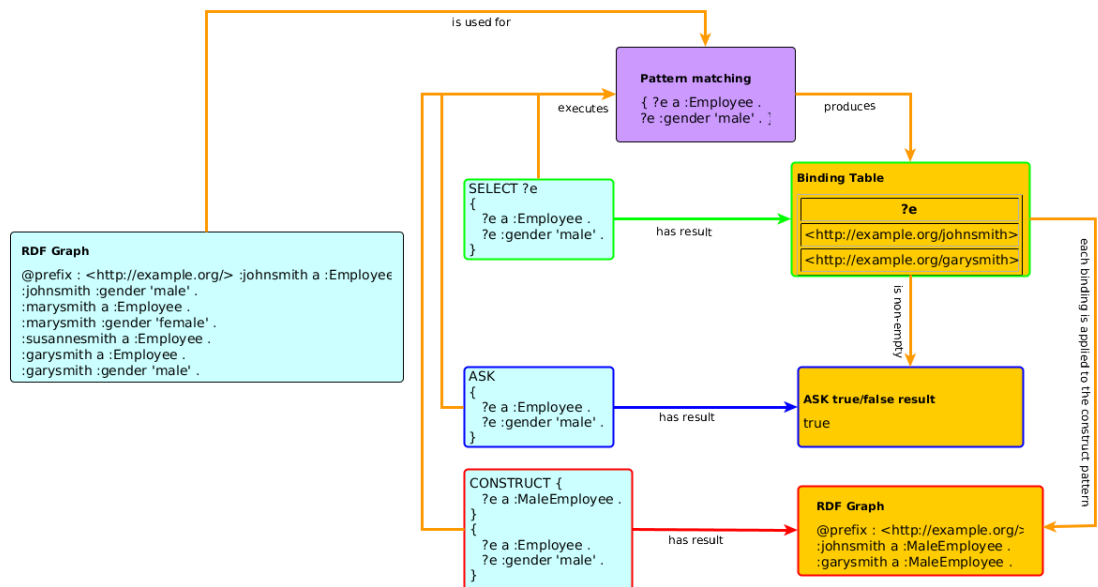 is used for
Pattern matching
{ ?e a :Employee .
?e :gender 'male' . }
executes
produces
SELECT ?e
{
?e a :Employee .
?e :gender 'male' .
}
has result
Binding Table
?e
<http://example.org/johnsmith>
<http://example.org/garysmith>
RDF Graph
@prefix : <http://example.org/> :johnsmith a :Employee
:johnsmith :gender 'male' .
:marysmith a :Employee .
:marysmith :gender 'female' .
:susannesmith a :Employee .
:garysmith a :Employee .
:garysmith :gender 'male' .
is non-empty
each binding is applied to the construct pattern
ASK
{
?e a :Employee .
?e :gender 'male' .
}
has result
ASK true/false result
true
CONSTRUCT {
?e a :MaleEmployee .
}
{
?e a :Employee .
?e :gender 'male' .
}
has result
RDF Graph
@prefix : <http://example.org/>
:johnsmith a :MaleEmployee .
:garysmith a :MaleEmployee .